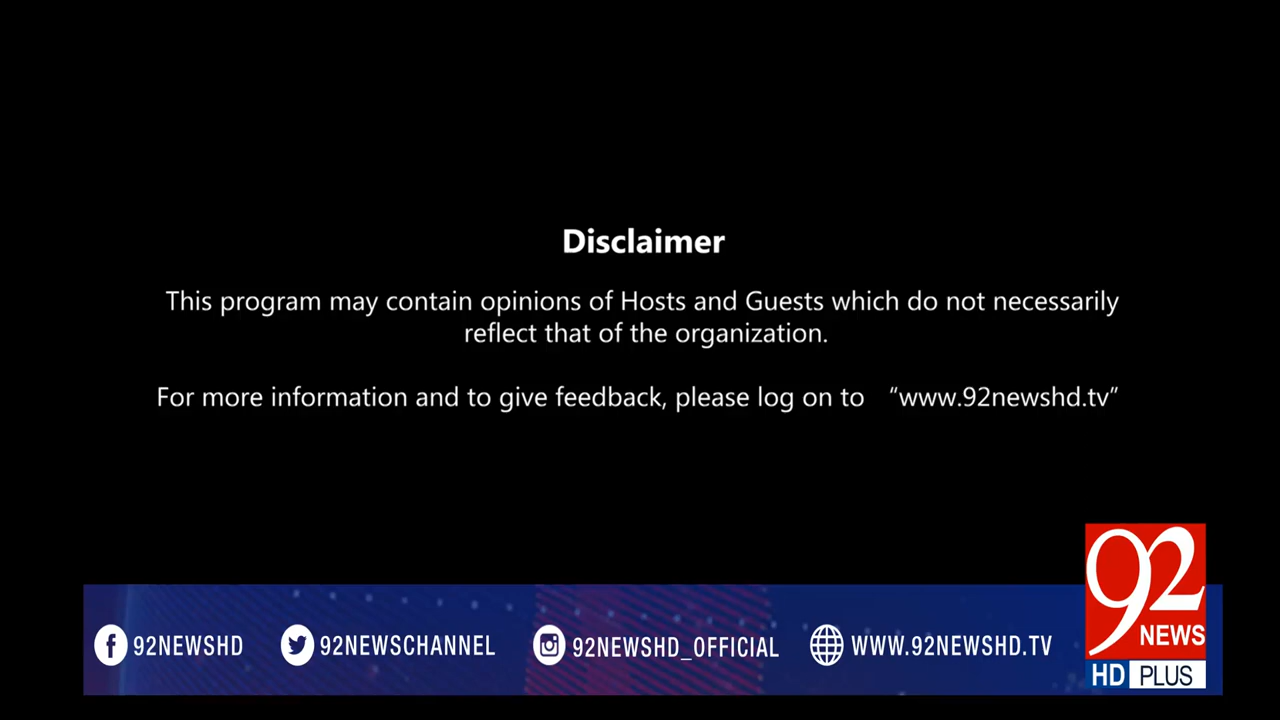 Disclaimer
This program may contain opinions of Hosts and Guests which do not necessarily
reflect that of the organization.
For more information and to give feedback, please log on to “www.92newshd.tv”
92NEWSHD
92NEWSCHANNEL
92NEWSHD_OFFICIAL
WWW.92NEWSHD.TV
92
NEWS
HD PLUS